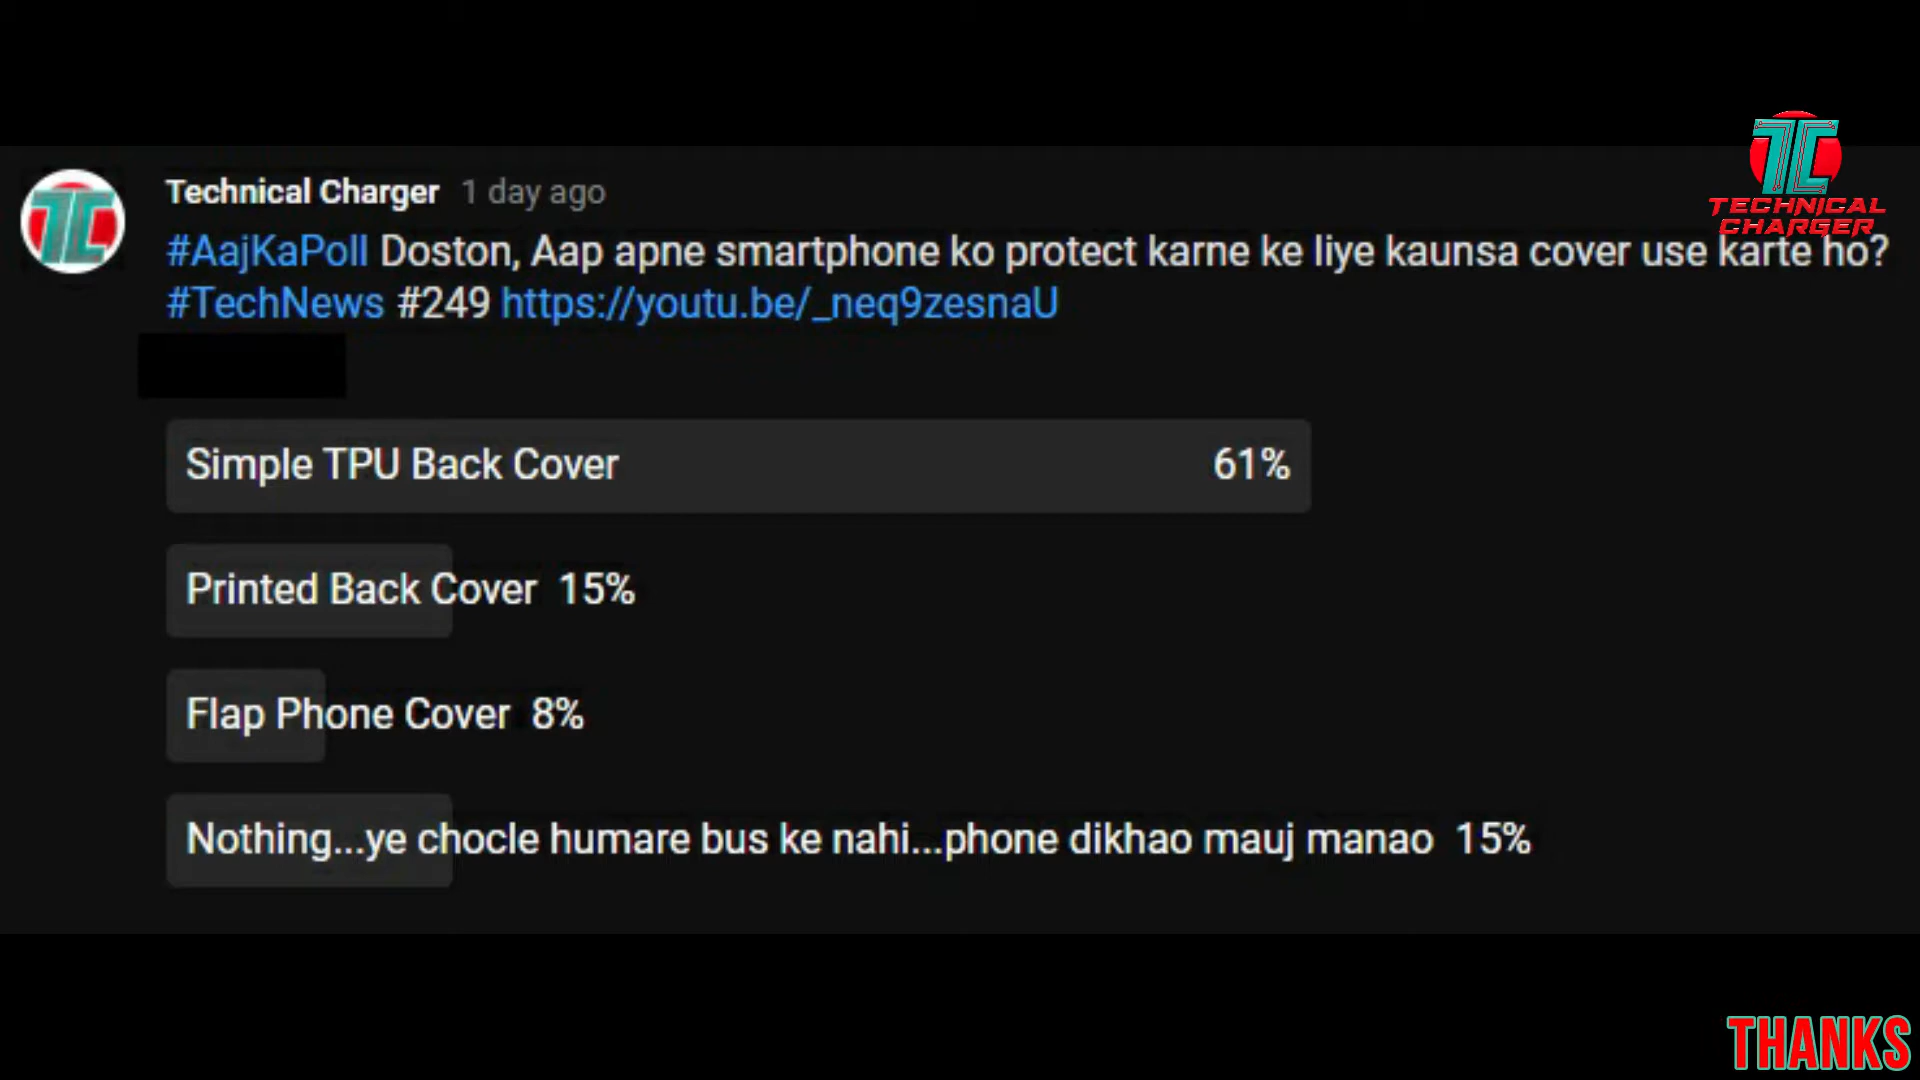 TECHNICAL
CHARGER
Technical Charger 1 day ago
#AajKaPoll Doston, Aap apne smartphone ko protect karne ke liye kaunsa cover use karte ho?
#TechNews #249 https://youtu.be/_neq9zesnaU
Simple TPU Back Cover 61%
Printed Back Cover 15%
Flap Phone Cover 8%
Nothing...ye chocle humare bus ke nahi...phone dikhao mauj manao 15%
THANKS